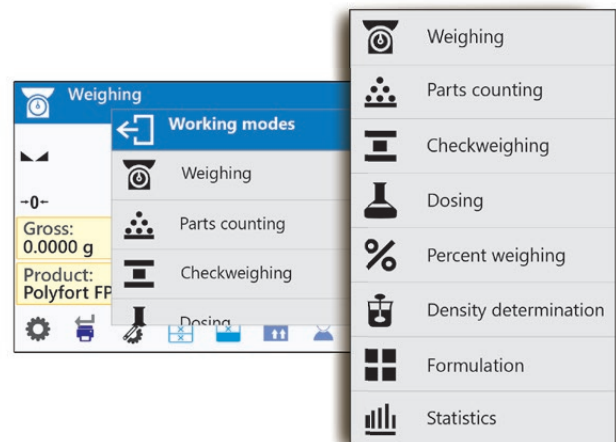 Weighing
Working modes
Weighing
Parts counting
Checkweighing
Dosing
→0←
Gross:
0.0000 g
Product:
Polyfort FP
Weighing
Parts counting
Checkweighing
Dosing
Percent weighing
Density determination
Formulation
Statistics